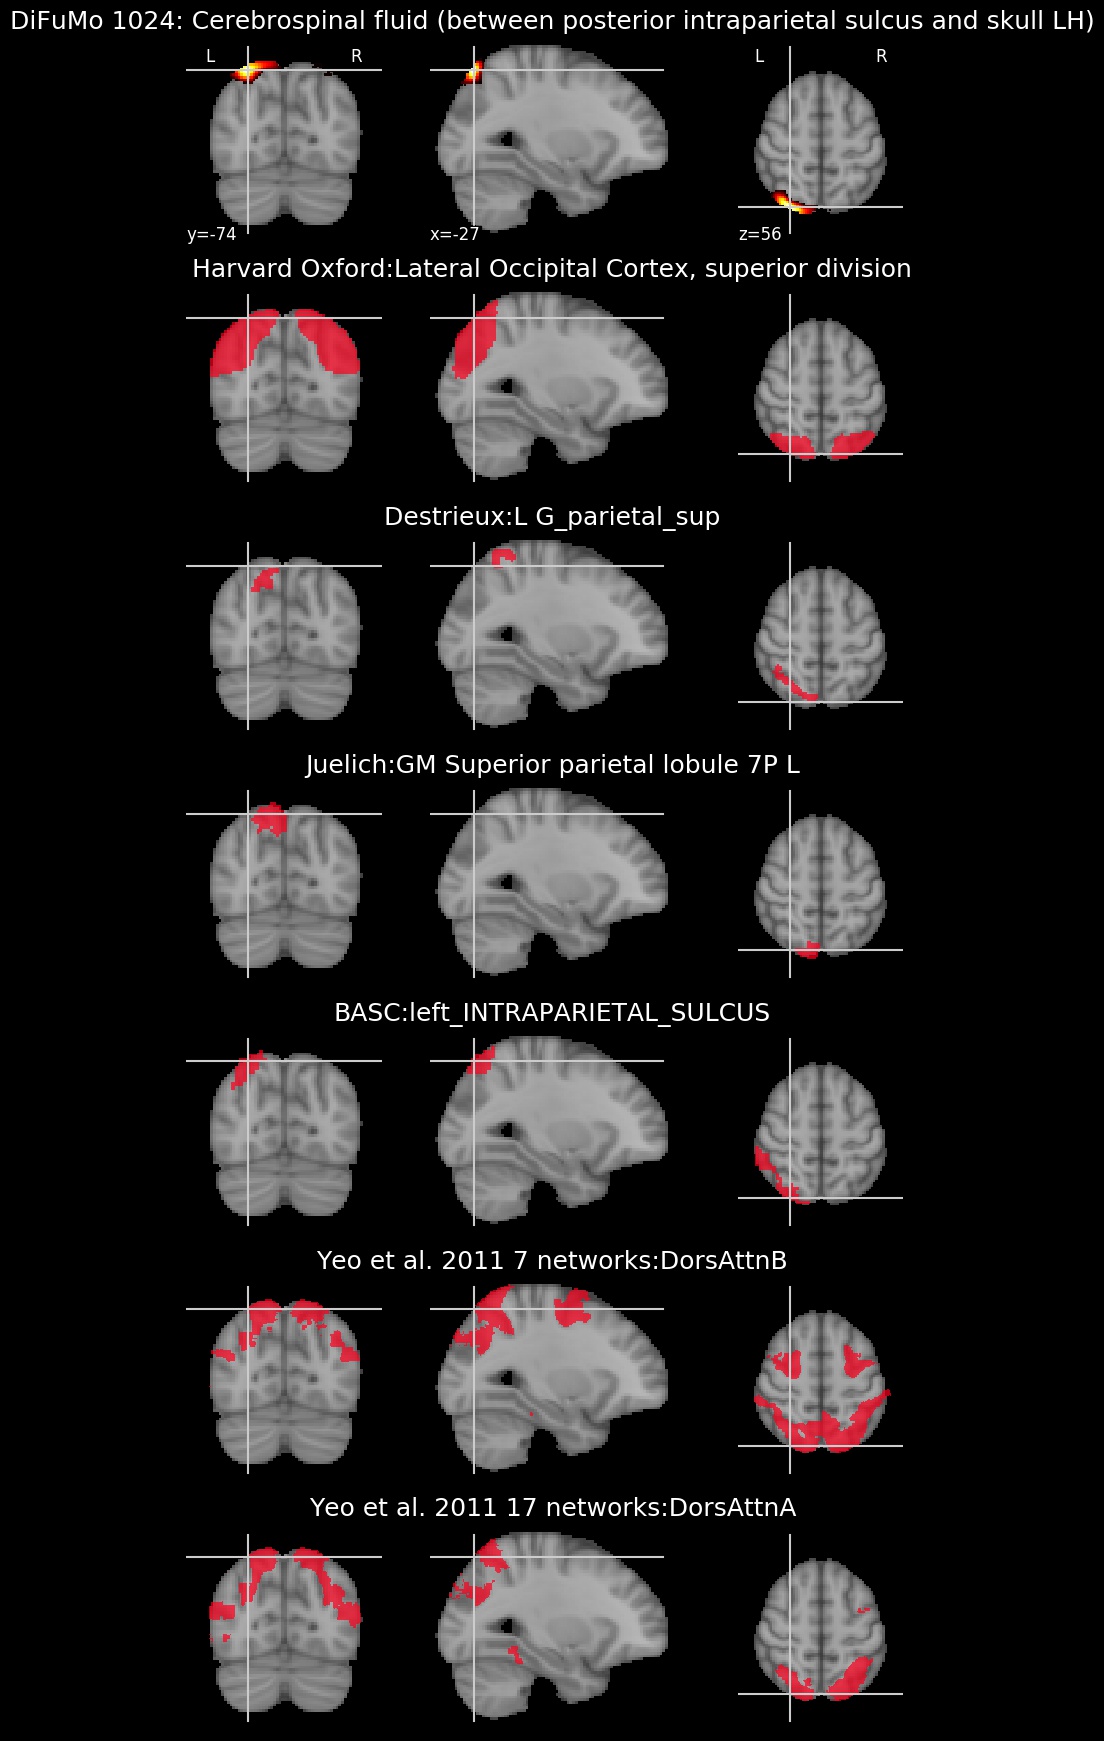 DiFuMo 1024: Cerebrospinal fluid (between posterior intraparietal sulcus and skull LH)
L R L R
y=-74 x=-27 z=56
Harvard Oxford:Lateral Occipital Cortex, superior division
Destrieux:L G_parietal_sup
Juelich:GM Superior parietal lobule 7P L
BASC:left_INTRAPARIETAL_SULCUS
Yeo et al. 2011 7 networks:DorsAttnB
Yeo et al. 2011 17 networks:DorsAttnA